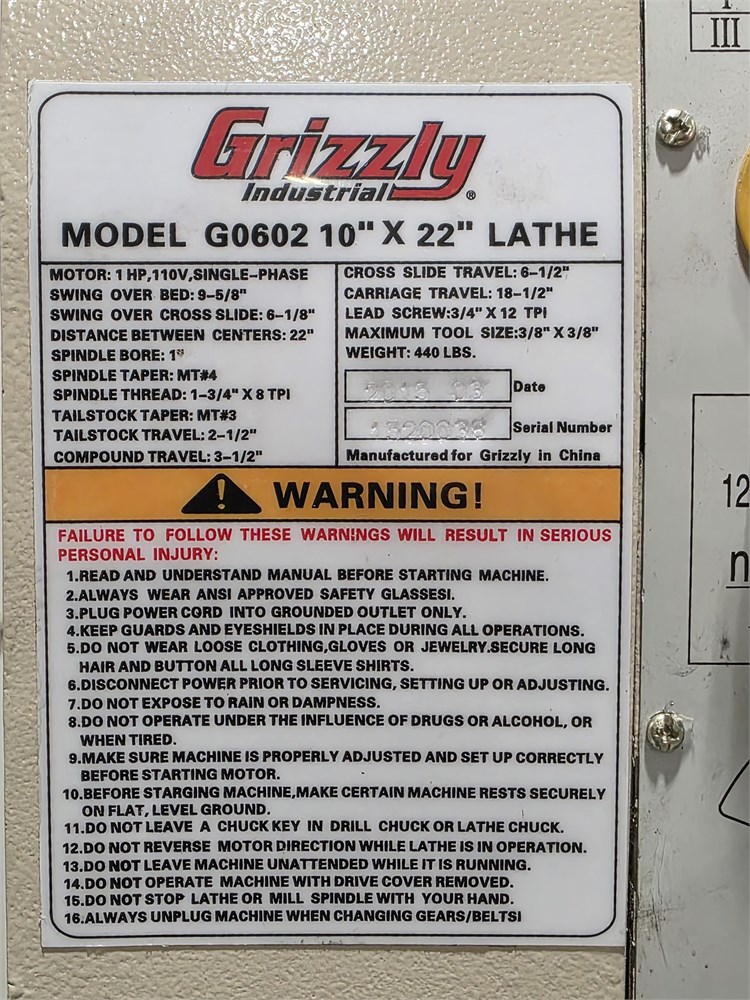 III
Grizzly
Industrial®
MODEL G0602 10" X 22" LATHE
MOTOR: 1 HP,110V,SINGLE-PHASE
SWING OVER BED: 9-5/8"
SWING OVER CROSS SLIDE: 6-1/8"
DISTANCE BETWEEN CENTERS: 22"
SPINDLE BORE: 1"
SPINDLE TAPER: MT#4
SPINDLE THREAD: 1-3/4" X 8 TPI
TAILSTOCK TAPER: MT#3
TAILSTOCK TRAVEL: 2-1/2"
COMPOUND TRAVEL: 3-1/2"
CROSS SLIDE TRAVEL: 6-1/2"
CARRIAGE TRAVEL: 18-1/2"
LEAD SCREW:3/4" X 12 TPI
MAXIMUM TOOL SIZE:3/8" X 3/8"
WEIGHT: 440 LBS.
Date
Serial Number
Manufactured for Grizzly in China
WARNING!
FAILURE TO FOLLOW THESE WARNINGS WILL RESULT IN SERIOUS
PERSONAL INJURY:
1.READ AND UNDERSTAND MANUAL BEFORE STARTING MACHINE.
2.ALWAYS WEAR ANSI APPROVED SAFETY GLASSESI.
3.PLUG POWER CORD INTO GROUNDED OUTLET ONLY.
4.KEEP GUARDS AND EYESHIELDS IN PLACE DURING ALL OPERATIONS.
5.DO NOT WEAR LOOSE CLOTHING,GLOVES OR JEWELRY.SECURE LONG
HAIR AND BUTTON ALL LONG SLEEVE SHIRTS.
6.DISCONNECT POWER PRIOR TO SERVICING, SETTING UP OR ADJUSTING.
7.DO NOT EXPOSE TO RAIN OR DAMPNESS.
8.DO NOT OPERATE UNDER THE INFLUENCE OF DRUGS OR ALCOHOL, OR
WHEN TIRED.
9.MAKE SURE MACHINE IS PROPERLY ADJUSTED AND SET UP CORRECTLY
BEFORE STARTING MOTOR.
10.BEFORE STARGING MACHINE,MAKE CERTAIN MACHINE RESTS SECURELY
ON FLAT, LEVEL GROUND.
11.DO NOT LEAVE A CHUCK KEY IN DRILL CHUCK OR LATHE CHUCK.
12.DO NOT REVERSE MOTOR DIRECTION WHILE LATHE IS IN OPERATION.
13.DO NOT LEAVE MACHINE UNATTENDED WHILE IT IS RUNNING.
14.DO NOT OPERATE MACHINE WITH DRIVE COVER REMOVED.
15.DO NOT STOP LATHE OR MILL SPINDLE WITH YOUR HAND.
16.ALWAYS UNPLUG MACHINE WHEN CHANGING GEARS/BELTSI